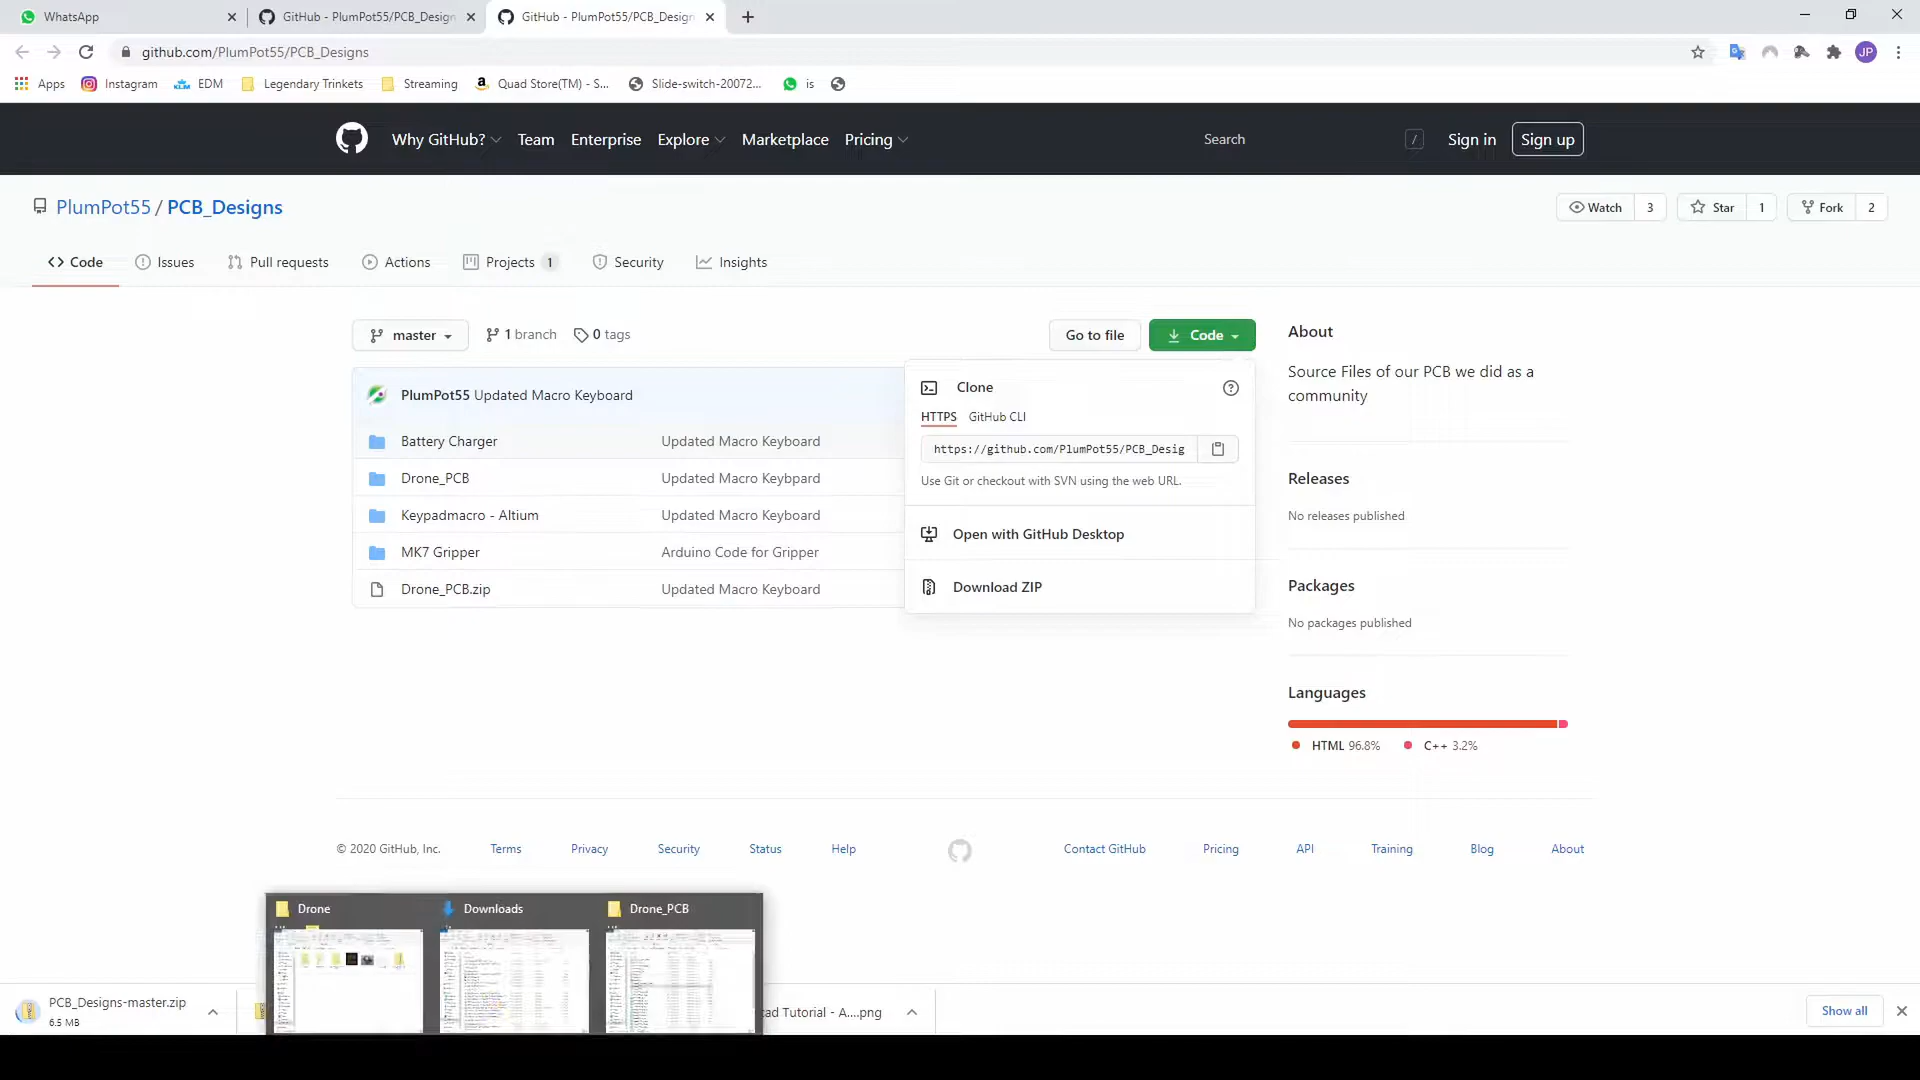 WhatsApp
GitHub - PlumPot55/PCB_Design
GitHub - PlumPot55/PCB_Design
github.com/PlumPot55/PCB_Designs
JP
Apps
Instagram
EDM
Legendary Trinkets
Streaming
Quad Store(TM) - S...
Slide-switch-20072...
is
Why GitHub?
Team
Enterprise
Explore
Marketplace
Pricing
Search
/
Sign in
Sign up
PlumPot55 / PCB_Designs
Watch 3
Star 1
Fork 2
Code
Issues
Pull requests
Actions
Projects 1
Security
Insights
master
1 branch
0 tags
Go to file
Code
PlumPot55 Updated Macro Keyboard
Battery Charger Updated Macro Keyboard
Drone_PCB Updated Macro Keybpard
Keypadmacro - Altium Updated Macro Keyboard
MK7 Gripper Arduino Code for Gripper
Drone_PCB.zip Updated Macro Keyboard
Clone
HTTPS GitHub CLI
https://github.com/PlumPot55/PCB_Desig
Use Git or checkout with SVN using the web URL.
Open with GitHub Desktop
Download ZIP
About
Source Files of our PCB we did as a
community
Releases
No releases published
Packages
No packages published
Languages
HTML 96.8% C++ 3.2%
© 2020 GitHub, Inc.
Terms
Privacy
Security
Status
Help
Contact GitHub
Pricing
API
Training
Blog
About
Drone
Downloads
Drone_PCB
PCB_Designs-master.zip
6.5 MB
Tutorial - A....png
Show all